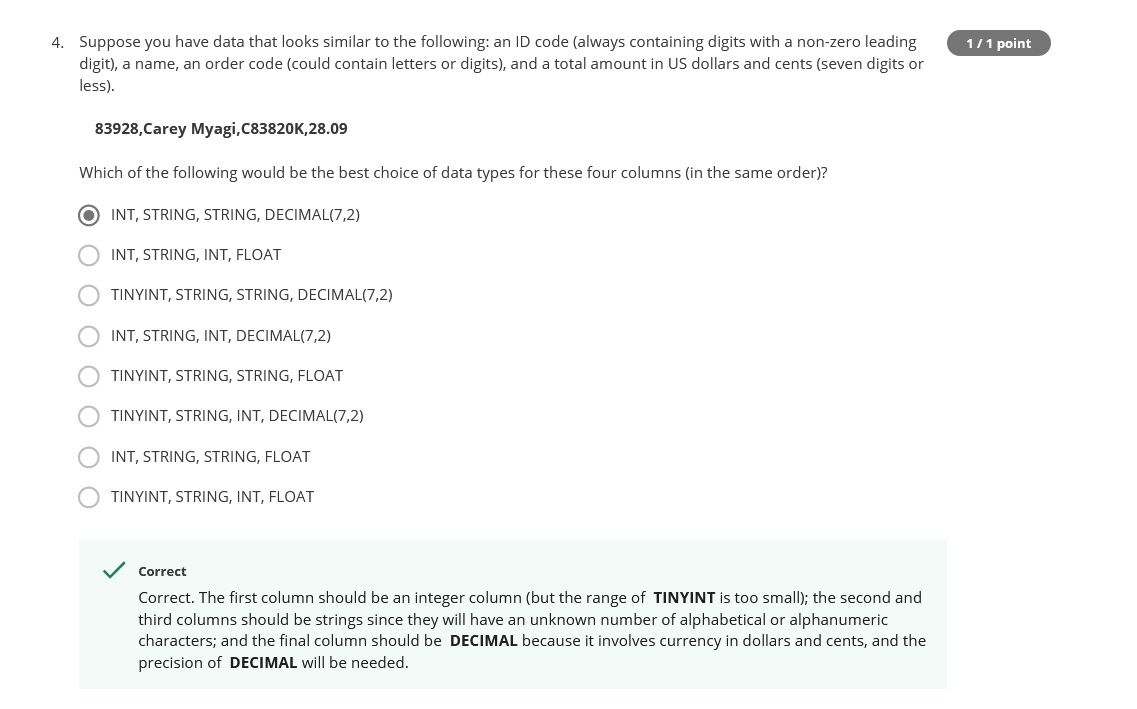 4. Suppose you have data that looks similar to the following: an ID code (always containing digits with a non-zero leading
digit), a name, an order code (could contain letters or digits), and a total amount in US dollars and cents (seven digits or
less).
1 / 1 point
83928,Carey Myagi,C83820K,28.09
Which of the following would be the best choice of data types for these four columns (in the same order)?
INT, STRING, STRING, DECIMAL(7,2)
INT, STRING, INT, FLOAT
TINYINT, STRING, STRING, DECIMAL(7,2)
INT, STRING, INT, DECIMAL(7,2)
TINYINT, STRING, STRING, FLOAT
TINYINT, STRING, INT, DECIMAL(7,2)
INT, STRING, STRING, FLOAT
TINYINT, STRING, INT, FLOAT
Correct
Correct. The first column should be an integer column (but the range of TINYINT is too small); the second and
third columns should be strings since they will have an unknown number of alphabetical or alphanumeric
characters; and the final column should be DECIMAL because it involves currency in dollars and cents, and the
precision of DECIMAL will be needed.